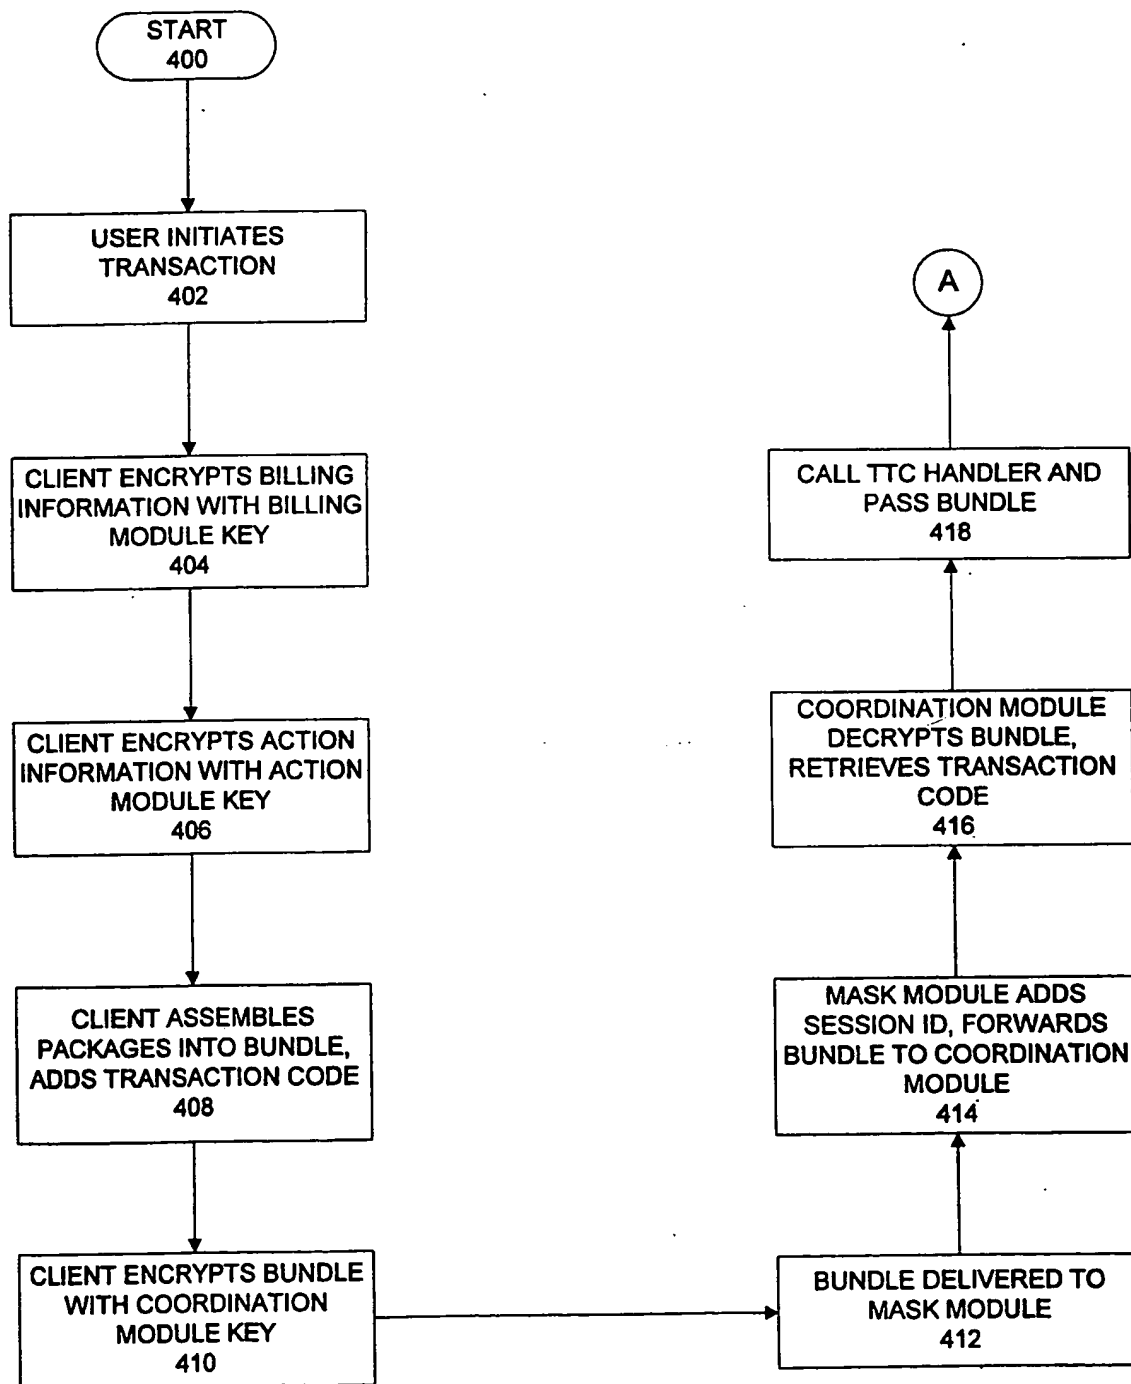 START
400
USER INITIATES
TRANSACTION
402
CLIENT ENCRYPTS BILLING
INFORMATION WITH BILLING
MODULE KEY
404
CLIENT ENCRYPTS ACTION
INFORMATION WITH ACTION
MODULE KEY
406
CLIENT ASSEMBLES
PACKAGES INTO BUNDLE,
ADDS TRANSACTION CODE
408
CLIENT ENCRYPTS BUNDLE
WITH COORDINATION
MODULE KEY
410
BUNDLE DELIVERED TO
MASK MODULE
412
MASK MODULE ADDS
SESSION ID, FORWARDS
BUNDLE TO COORDINATION
MODULE
414
COORDINATION MODULE
DECRYPTS BUNDLE,
RETRIEVES TRANSACTION
CODE
416
CALL TTC HANDLER AND
PASS BUNDLE
418
A